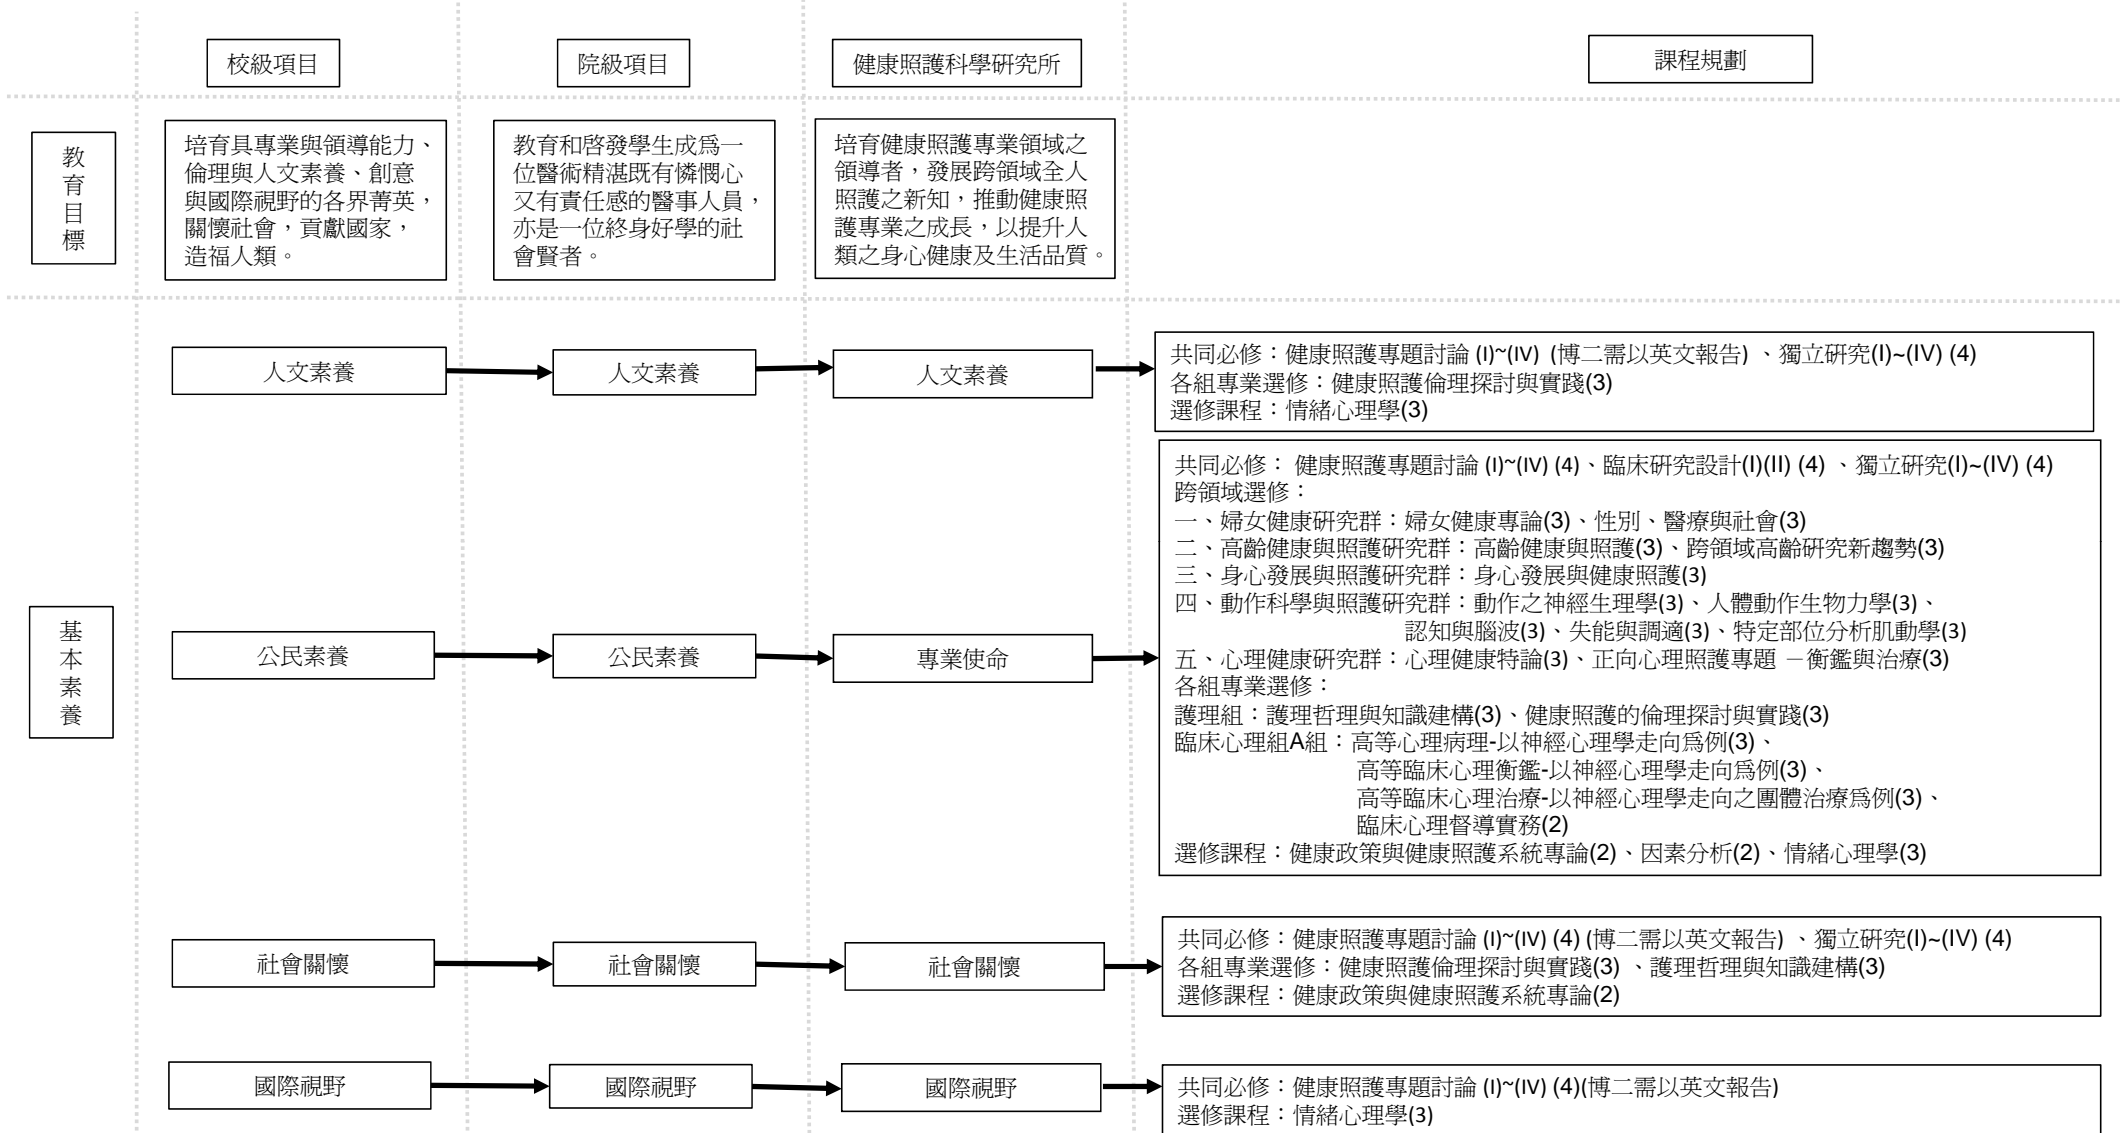 校級項目
院級項目
健康照護科學研究所
課程規劃
教育目標
培育具專業與領導能力、
倫理與人文素養、創意
與國際視野的各界菁英，
關懷社會，貢獻國家，
造福人類。
教育和啓發學生成爲一
位醫術精湛既有憐憫心
又有責任感的醫事人員，
亦是一位終身好學的社
會賢者。
培育健康照護專業領域之
領導者，發展跨領域全人
照護之新知，推動健康照
護專業之成長，以提升人
類之身心健康及生活品質。
基本素養
人文素養
人文素養
人文素養
共同必修：健康照護專題討論 (I)~(IV) (博二需以英文報告) 、獨立研究(I)~(IV) (4)
各組專業選修：健康照護倫理探討與實踐(3)
選修課程：情緒心理學(3)
公民素養
公民素養
專業使命
共同必修： 健康照護專題討論 (I)~(IV) (4)、臨床研究設計(I)(II) (4) 、獨立研究(I)~(IV) (4)
跨領域選修：
一、婦女健康研究群：婦女健康專論(3)、性別、醫療與社會(3)
二、高齡健康與照護研究群：高齡健康與照護(3)、跨領域高齡研究新趨勢(3)
三、身心發展與照護研究群：身心發展與健康照護(3)
四、動作科學與照護研究群：動作之神經生理學(3)、人體動作生物力學(3)、
認知與腦波(3)、失能與調適(3)、特定部位分析肌動學(3)
五、心理健康研究群：心理健康特論(3)、正向心理照護專題 －衡鑑與治療(3)
各組專業選修：
護理組：護理哲理與知識建構(3)、健康照護的倫理探討與實踐(3)
臨床心理組A組：高等心理病理-以神經心理學走向爲例(3)、
高等臨床心理衡鑑-以神經心理學走向爲例(3)、
高等臨床心理治療-以神經心理學走向之團體治療爲例(3)、
臨床心理督導實務(2)
選修課程：健康政策與健康照護系統專論(2)、因素分析(2)、情緒心理學(3)
社會關懷
社會關懷
社會關懷
共同必修：健康照護專題討論 (I)~(IV) (4) (博二需以英文報告) 、獨立研究(I)~(IV) (4)
各組專業選修：健康照護倫理探討與實踐(3) 、護理哲理與知識建構(3)
選修課程：健康政策與健康照護系統專論(2)
國際視野
國際視野
國際視野
共同必修：健康照護專題討論 (I)~(IV) (4)(博二需以英文報告)
選修課程：情緒心理學(3)